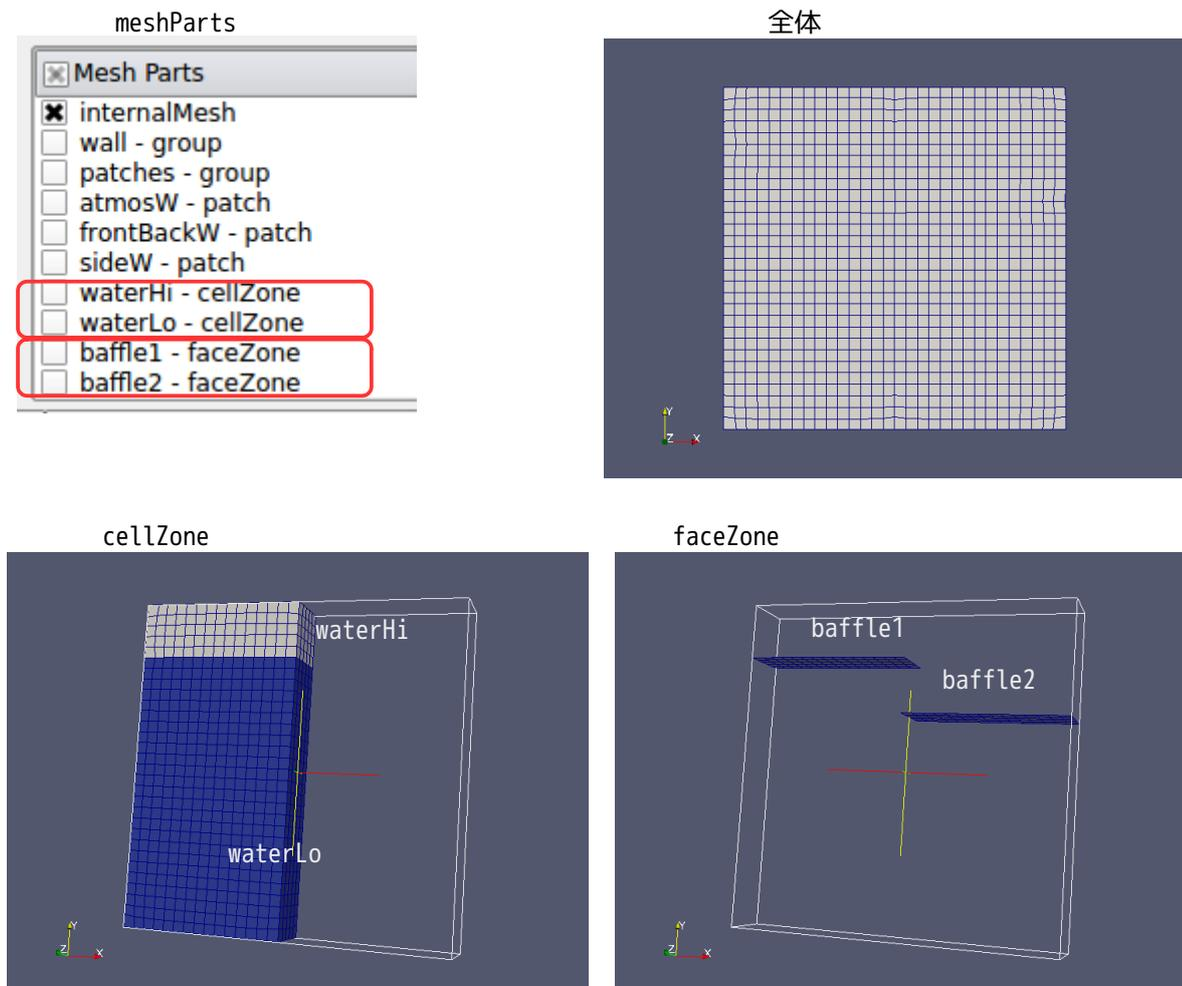 meshParts
Mesh Parts
internalMesh
wall - group
patches - group
atmosW - patch
frontBackW - patch
sideW - patch
waterHi - cellZone
waterLo - cellZone
baffle1 - faceZone
baffle2 - faceZone
全体
Y
Z X
cellZone
waterHi
waterLo
Y
Z X
faceZone
baffle1
baffle2
Y
Z X